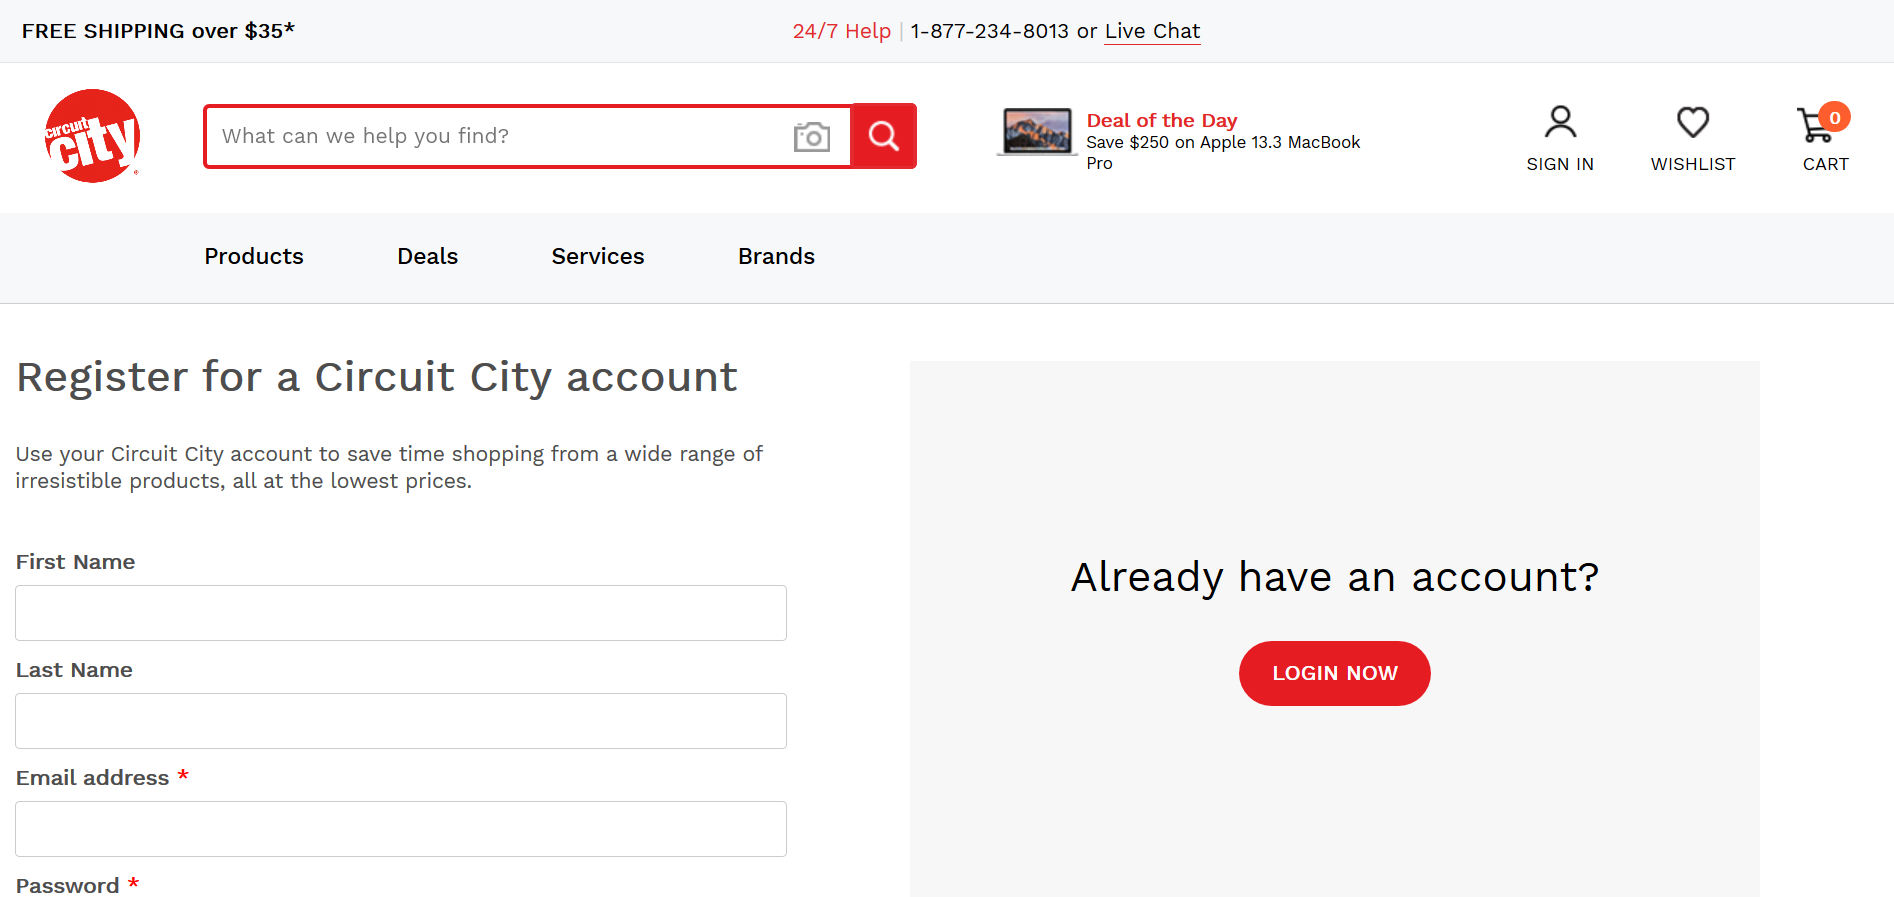 FREE SHIPPING over $35*
24/7 Help | 1-877-234-8013 or Live Chat
circuit
city
What can we help you find?
Deal of the Day
Save $250 on Apple 13.3 MacBook
Pro
SIGN IN
WISHLIST
0
CART
Products
Deals
Services
Brands
Register for a Circuit City account
Use your Circuit City account to save time shopping from a wide range of
irresistible products, all at the lowest prices.
First Name
Last Name
Email address *
Password *
Already have an account?
LOGIN NOW